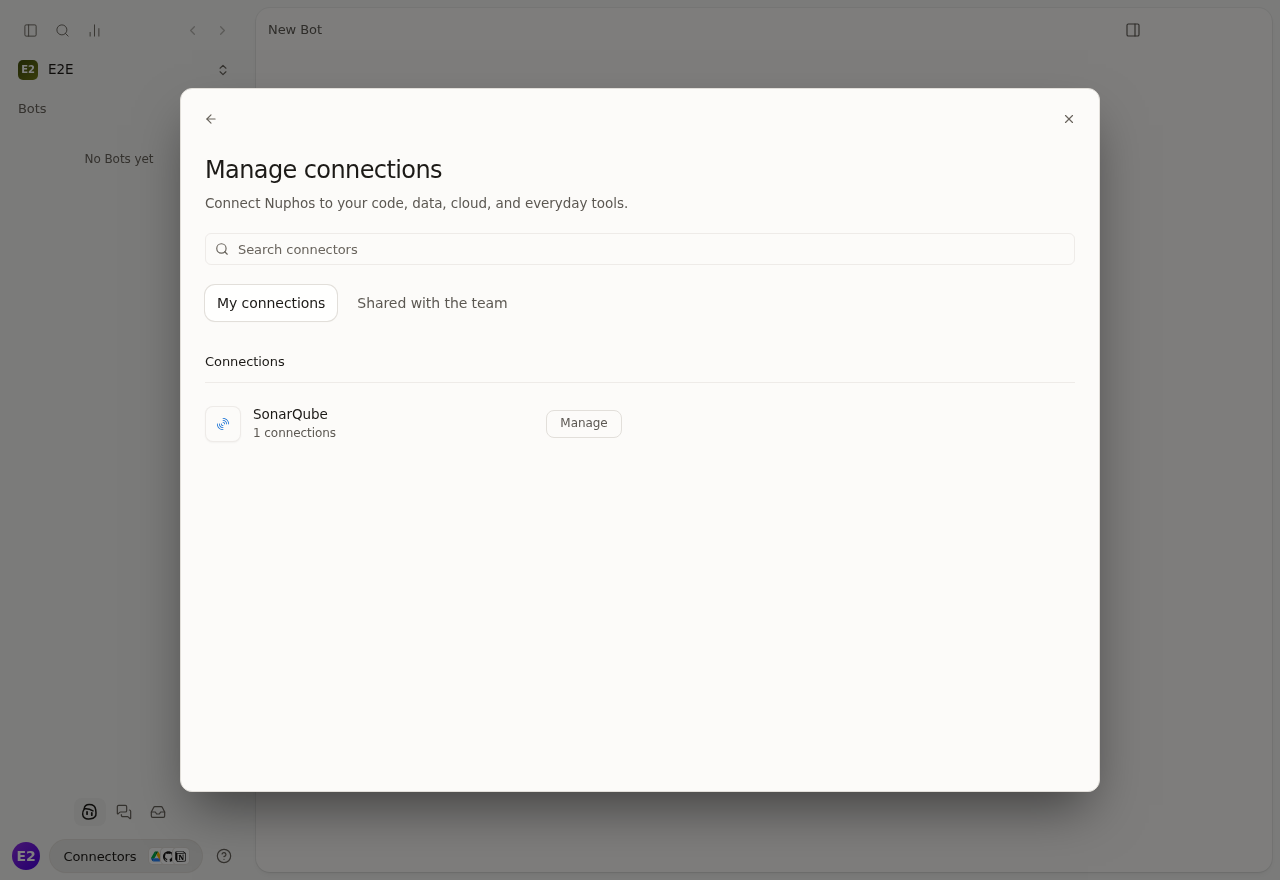 New Bot
E2 E2E
Bots
No Bots yet
Manage connections
Connect Nuphos to your code, data, cloud, and everyday tools.
Search connectors
My connections
Shared with the team
Connections
SonarQube
1 connections
Manage
E2
Connectors